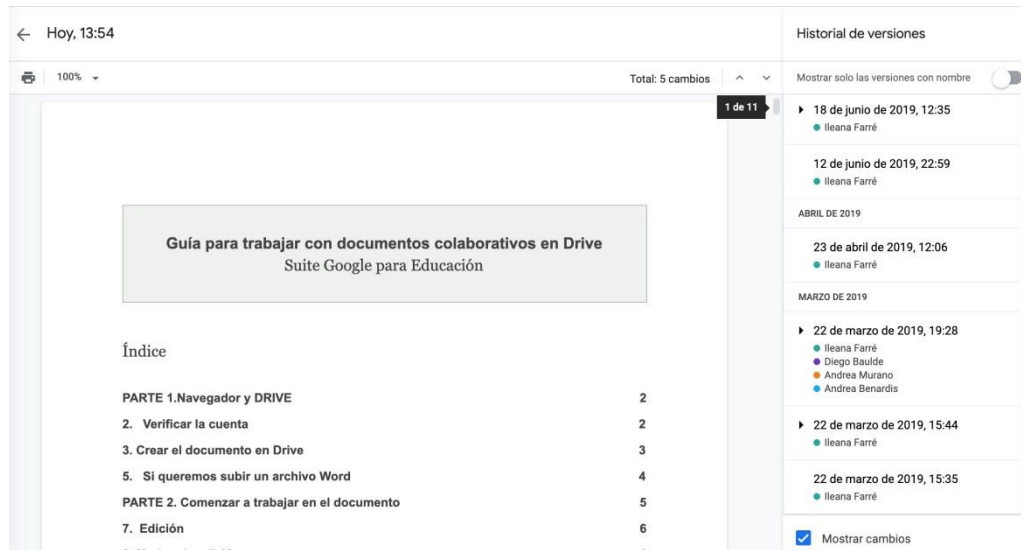 Hoy, 13:54
Historial de versiones
100%
Total: 5 cambios
Mostrar solo las versiones con nombre
1 de 11
18 de junio de 2019, 12:35
Ileana Farré
12 de junio de 2019, 22:59
Ileana Farré
ABRIL DE 2019
23 de abril de 2019, 12:06
Ileana Farré
MARZO DE 2019
22 de marzo de 2019, 19:28
Ileana Farré
Diego Baulde
Andrea Murano
Andrea Benardis
22 de marzo de 2019, 15:44
Ileana Farré
22 de marzo de 2019, 15:35
Ileana Farré
Mostrar cambios
Guía para trabajar con documentos colaborativos en Drive
Suite Google para Educación
Índice
PARTE 1.Navegador y DRIVE 2
2. Verificar la cuenta 2
3. Crear el documento en Drive 3
5. Si queremos subir un archivo Word 4
PARTE 2. Comenzar a trabajar en el documento 5
7. Edición 6